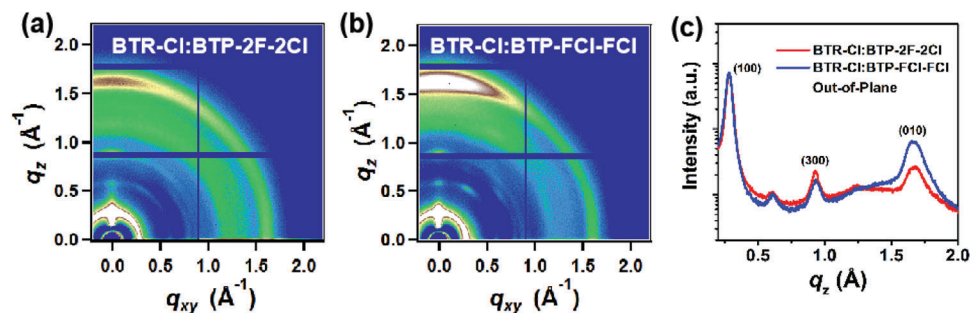 (a)
BTR-Cl:BTP-2F-2Cl
2.0
1.5
1.0
0.5
0.0
q_z (Å⁻¹)
0.0 0.5 1.0 1.5 2.0
q_xy (Å⁻¹)
(b)
BTR-Cl:BTP-FCl-FCl
2.0
1.5
1.0
0.5
0.0
q_z (Å⁻¹)
0.0 0.5 1.0 1.5 2.0
q_xy (Å⁻¹)
(c)
Intensity (a.u.)
BTR-Cl:BTP-2F-2Cl
BTR-Cl:BTP-FCl-FCl
Out-of-Plane
(100)
(300)
(010)
0.5 1.0 1.5 2.0
q_z (Å)